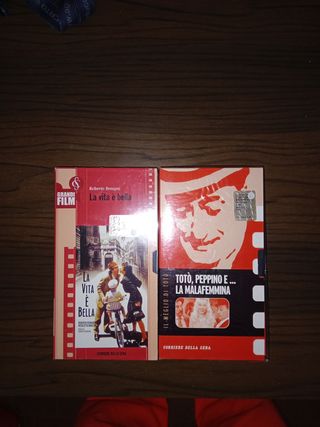 GRANDI
FILM
Roberto Benigni
La vita è bella
LA
VITA
È
BELLA
CORRIERE DELLA SERA
IL MEGLIO DI TOTÒ
TOTÒ, PEPPINO E ...
LA MALAFEMMINA
CORRIERE DELLA SERA